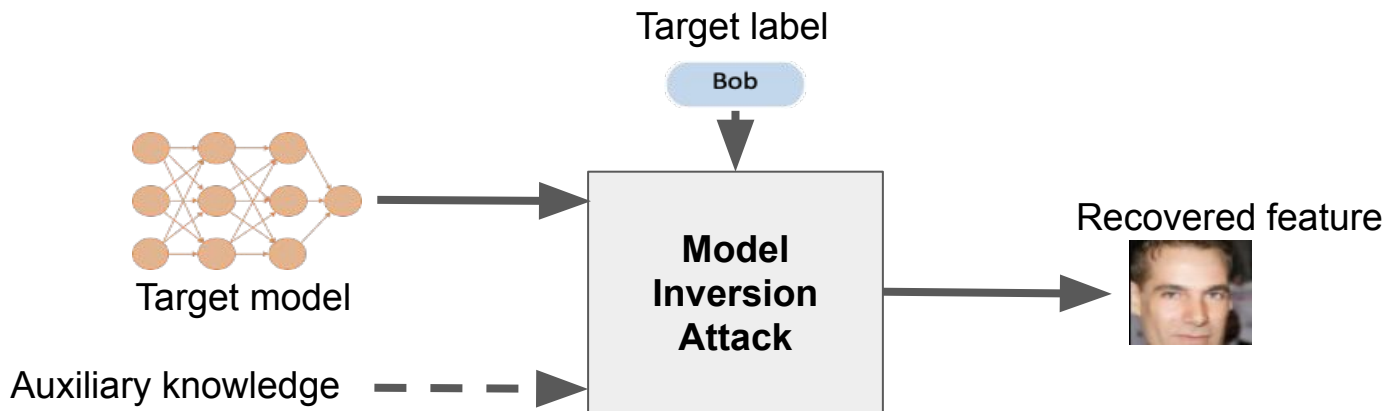 Target label
Bob
Target model
Model
Inversion
Attack
Recovered feature
Auxiliary knowledge